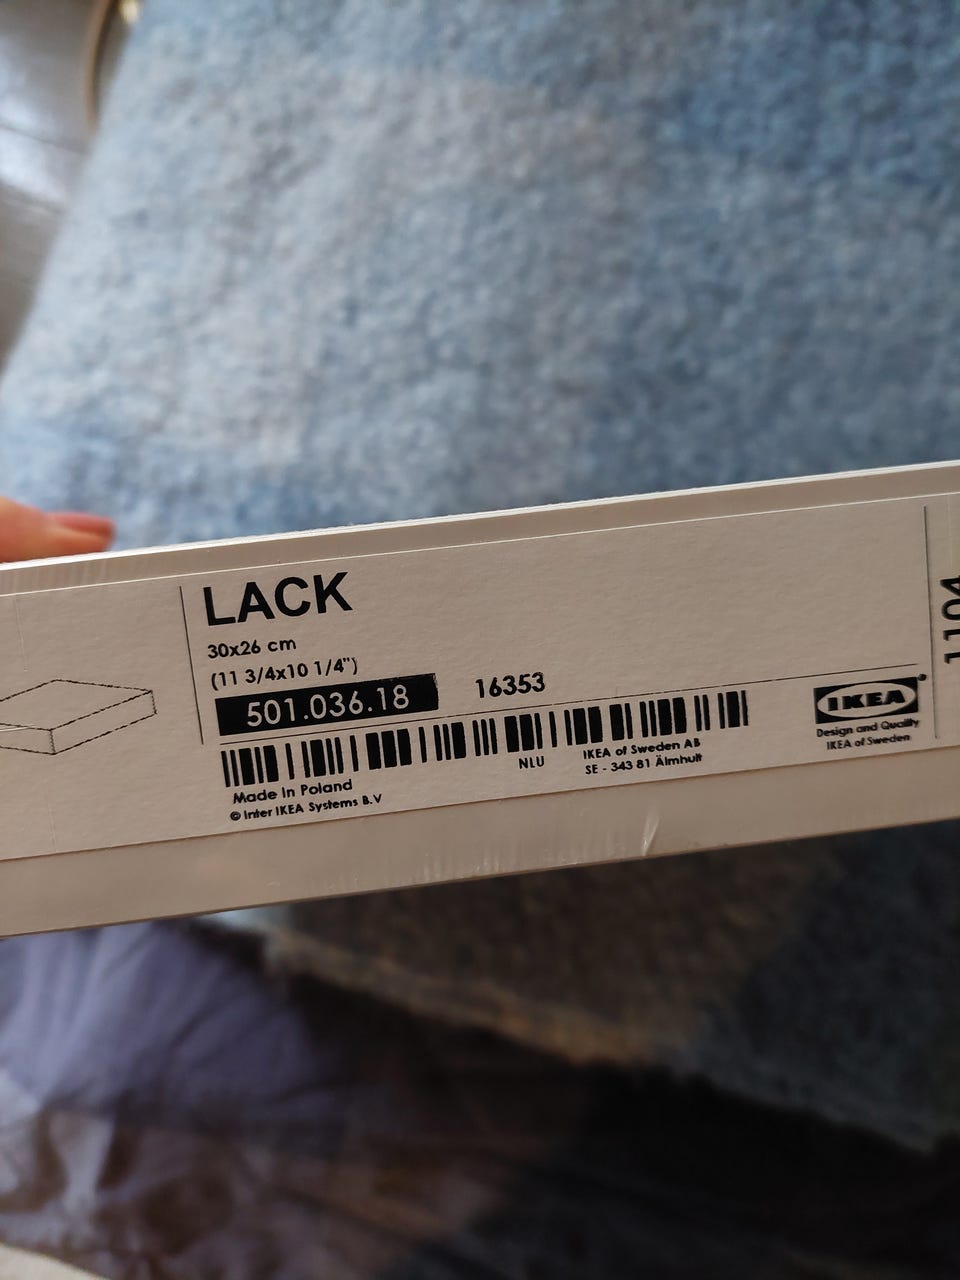 LACK
30x26 cm
(11 3/4x10 1/4")
501.036.18
16353
Made in Poland
© Inter IKEA Systems B.V
NLU
IKEA of Sweden AB
SE - 343 81 Älmhult
IKEA
Design and Quality
IKEA of Sweden
1104